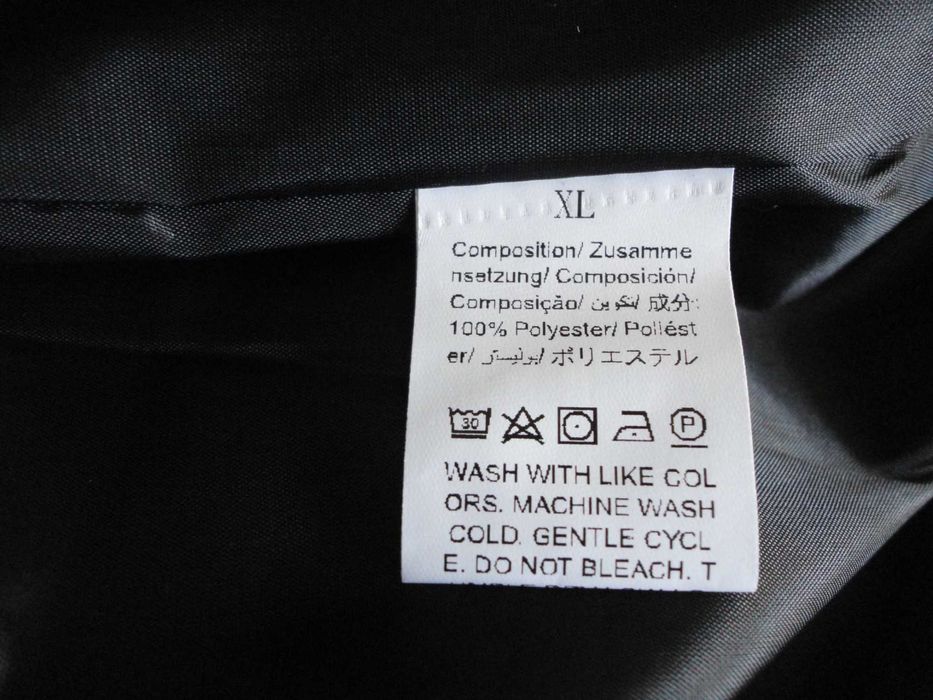 XL
Composition/ Zusamme
nsetzung/ Composición/
Composição/ تكوين/ 成分:
100% Polyester/ Poliést
er/ بوليستر/ ポリエステル
30
P
WASH WITH LIKE COL
ORS. MACHINE WASH
COLD. GENTLE CYCL
E. DO NOT BLEACH. T